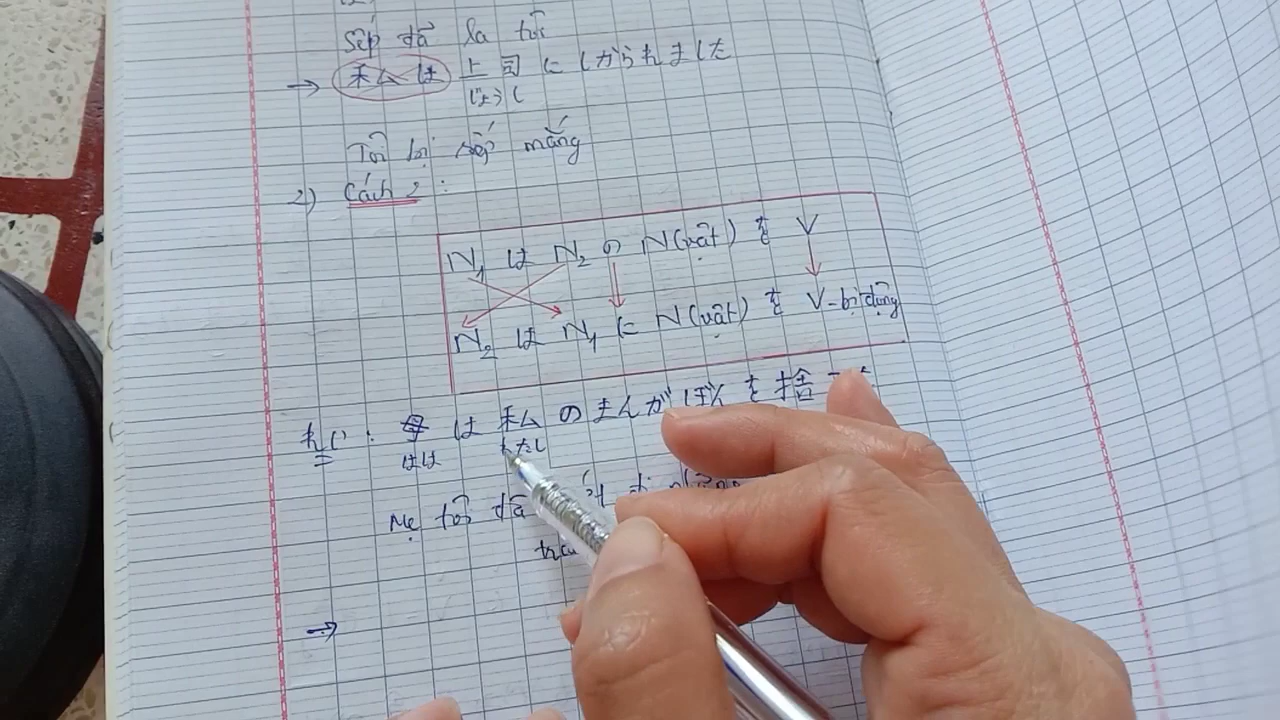 Sếp đã la tôi
→ 私は 上司 に しかられました
じょうし
Tôi bị sếp mắng
2) Cách 2 :
N1 は N2 の N(vật) を V
N2 は N1 に N(vật) を V-bị động
れい : 母 は 私 のまんがぼんを捨
はは わたし
Mẹ tôi đã
→